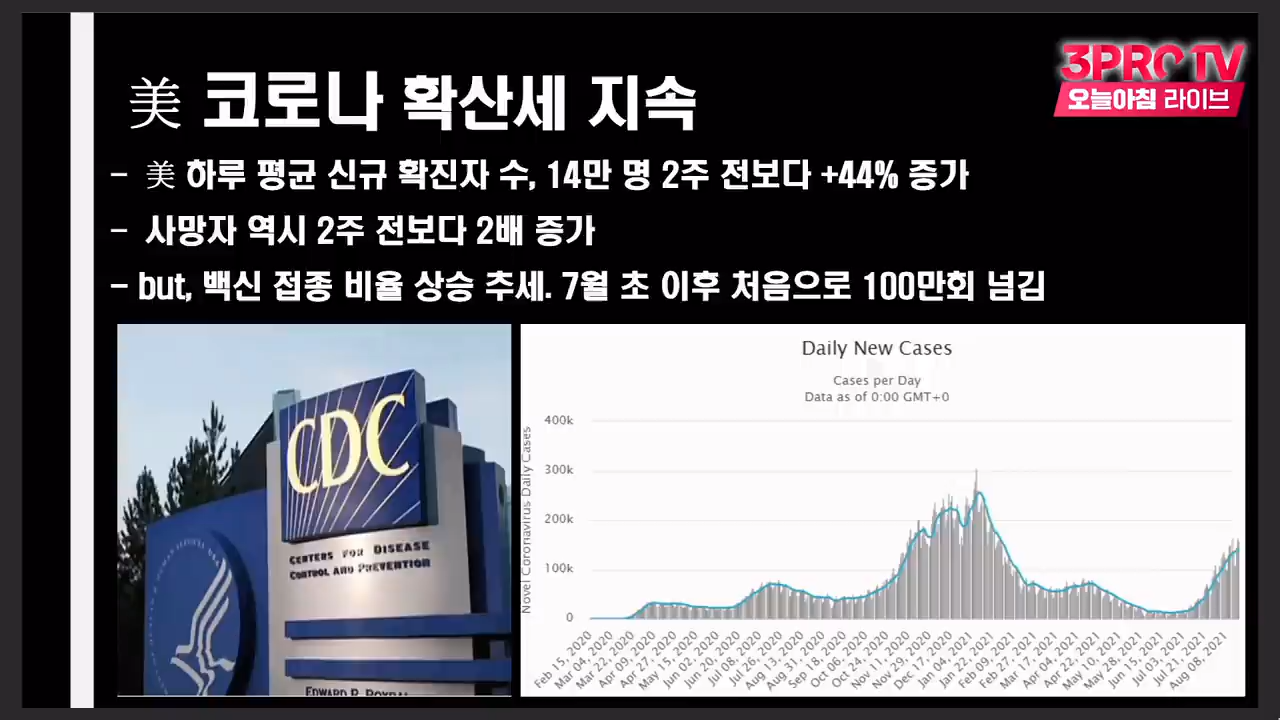 3PRO TV
오늘아침 라이브
美 코로나 확산세 지속
- 美 하루 평균 신규 확진자 수, 14만 명 2주 전보다 +44% 증가
- 사망자 역시 2주 전보다 2배 증가
- but, 백신 접종 비율 상승 추세. 7월 초 이후 처음으로 100만회 넘김
CDC
CENTERS FOR DISEASE
CONTROL AND PREVENTION
Daily New Cases
Cases per Day
Data as of 0:00 GMT+0
Novel Coronavirus Daily Cases
400k
300k
200k
100k
0
Feb 15, 2020
Mar 04, 2020
Mar 22, 2020
Apr 09, 2020
Apr 27, 2020
May 15, 2020
Jun 02, 2020
Jun 20, 2020
Jul 08, 2020
Jul 26, 2020
Aug 13, 2020
Aug 31, 2020
Sep 18, 2020
Oct 06, 2020
Oct 24, 2020
Nov 11, 2020
Nov 29, 2020
Dec 17, 2020
Jan 04, 2021
Jan 22, 2021
Feb 09, 2021
Feb 27, 2021
Mar 17, 2021
Apr 04, 2021
Apr 22, 2021
May 10, 2021
May 28, 2021
Jun 15, 2021
Jul 03, 2021
Jul 21, 2021
Aug 08, 2021